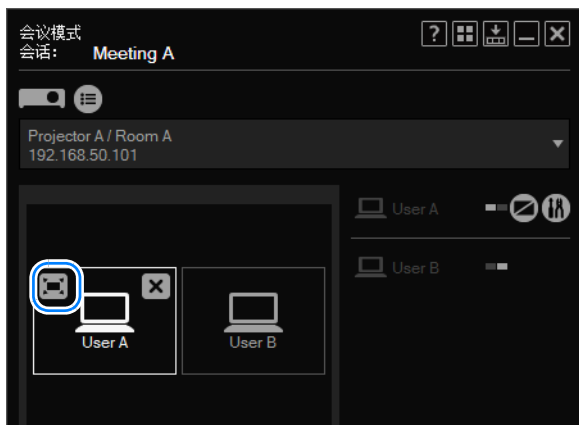 会议模式
会话： Meeting A
Projector A / Room A
192.168.50.101
User A
User B
User A
User B